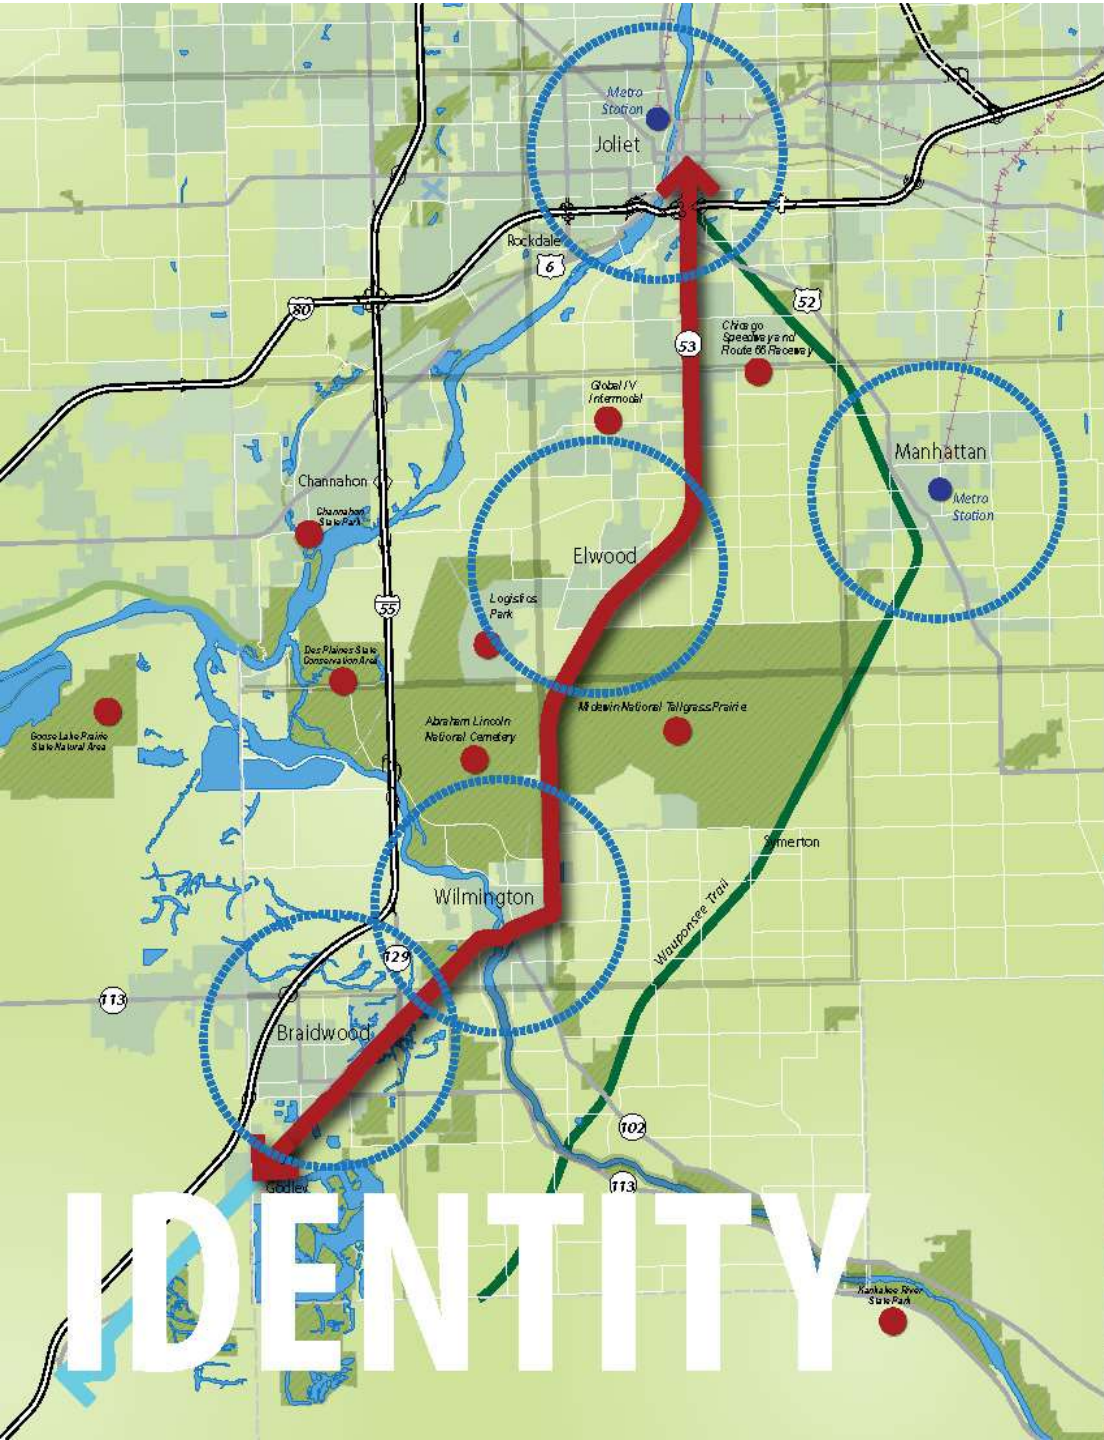 Metro
Station
Joliet
Rockdale
6
80
52
53
Chicago
Speedway and
Route 66 Raceway
Global IV
Intermodal
Manhattan
Metro
Station
Channahon
Channahon
State Park
Elwood
55
Logistics
Park
Des Plaines State
Conservation Area
Goose Lake Prairie
State Natural Area
Abraham Lincoln
National Cemetery
Midewin National Tallgrass Prairie
Symerton
Wauponsee Trail
Wilmington
129
113
Braidwood
102
113
Godley
IDENTITY
Kankakee River
State Park